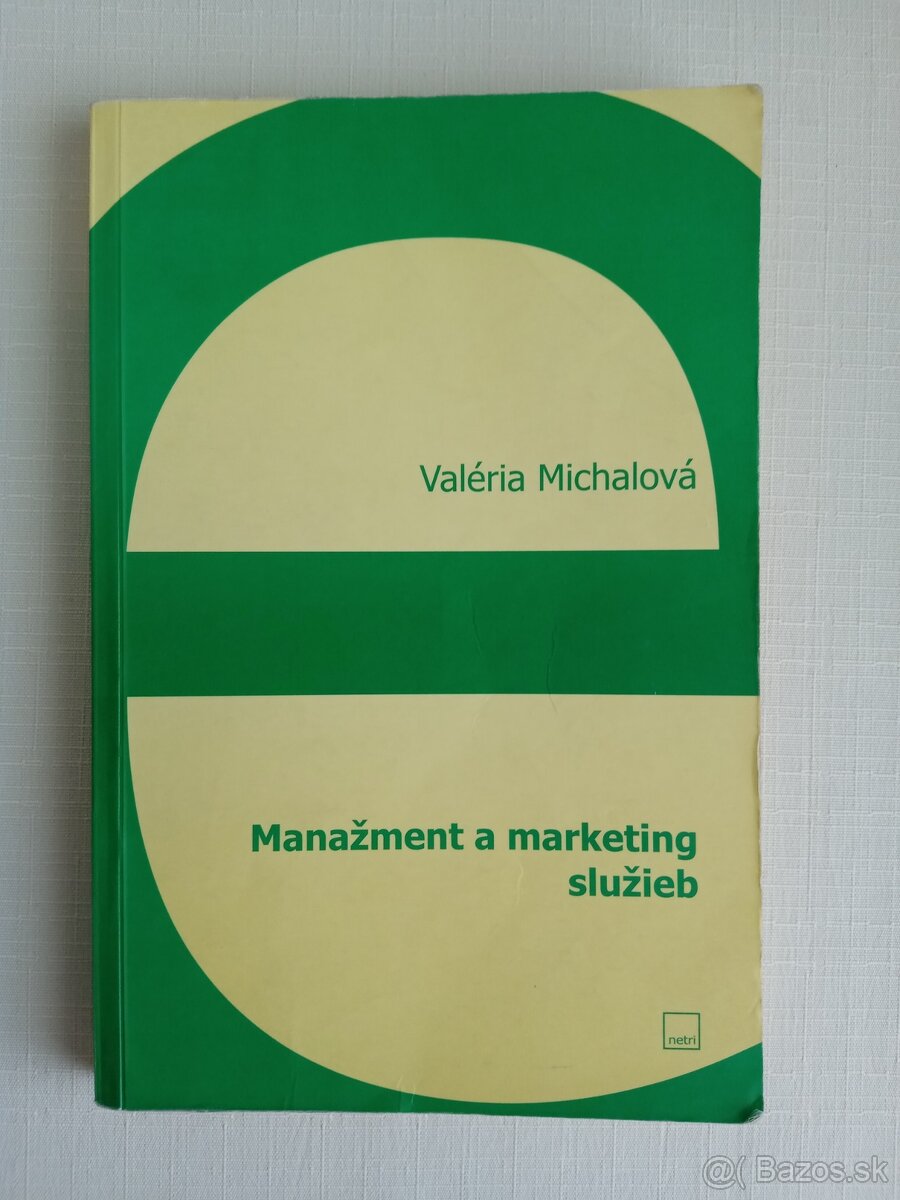 Valéria Michalová
Manažment a marketing
služieb
netri
@( Bazos.sk